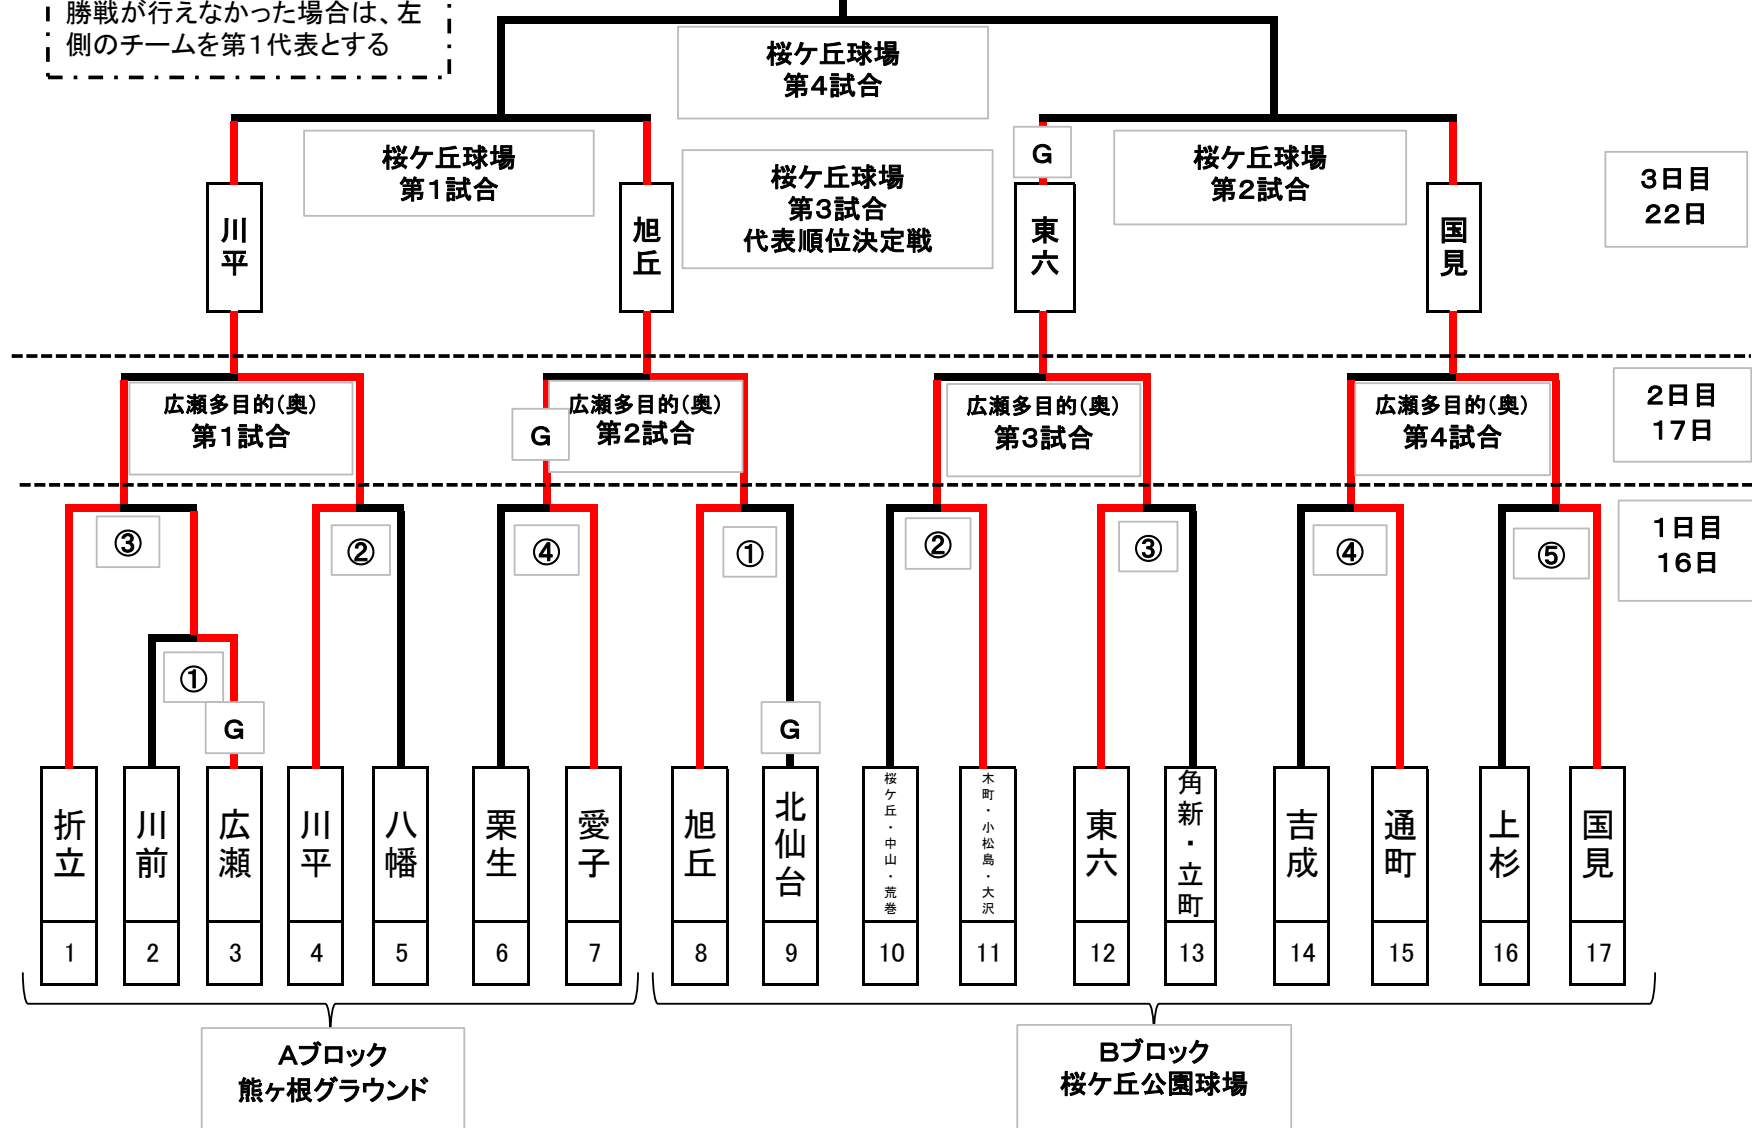 勝戦が行えなかった場合は、左
側のチームを第1代表とする
桜ケ丘球場
第4試合
桜ケ丘球場
第1試合
桜ケ丘球場
第3試合
代表順位決定戦
G
桜ケ丘球場
第2試合
3日目
22日
川平
旭丘
東六
国見
広瀬多目的(奥)
第1試合
G
広瀬多目的(奥)
第2試合
広瀬多目的(奥)
第3試合
広瀬多目的(奥)
第4試合
2日目
17日
③
②
④
①
②
③
④
⑤
1日目
16日
①
G
G
折立
川前
広瀬
川平
八幡
栗生
愛子
旭丘
北仙台
桜ケ丘・中山・荒巻
木町・小松島・大沢
東六
角新・立町
吉成
通町
上杉
国見
1
2
3
4
5
6
7
8
9
10
11
12
13
14
15
16
17
Aブロック
熊ヶ根グラウンド
Bブロック
桜ケ丘公園球場